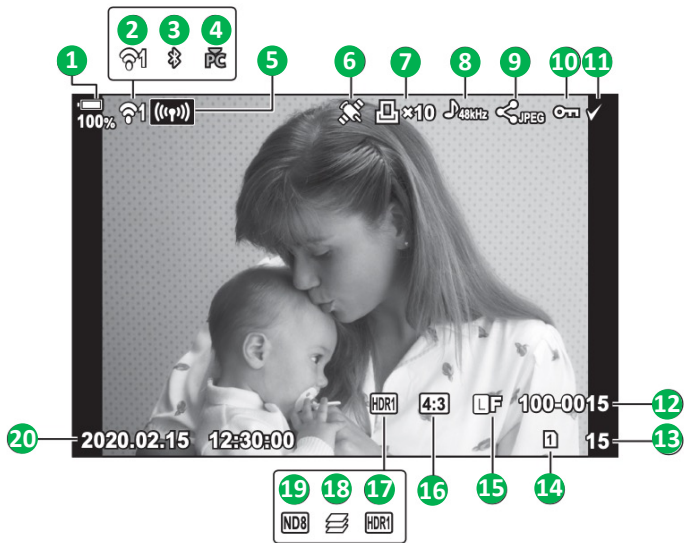 2 3 4
1
PC
1
5 6 7 8 9 10 11
100% 1 ×10 48kHz JPEG
HDR1 4:3 LF 100-0015 12
20 2020.02.15 12:30:00 1 15 13
19 18 17 16 15 14
ND8 HDR1